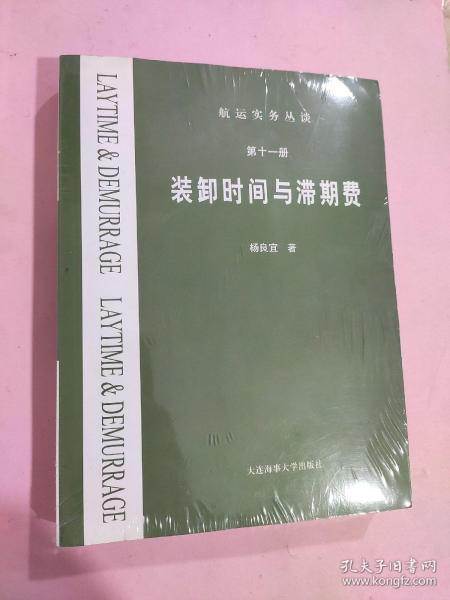 航运实务丛谈
第十一册
装卸时间与滞期费
杨良宜 著
大连海事大学出版社
LAYTIME & DEMURRAGE LAYTIME & DEMURRAGE
孔夫子旧书网
www.kongfz.com